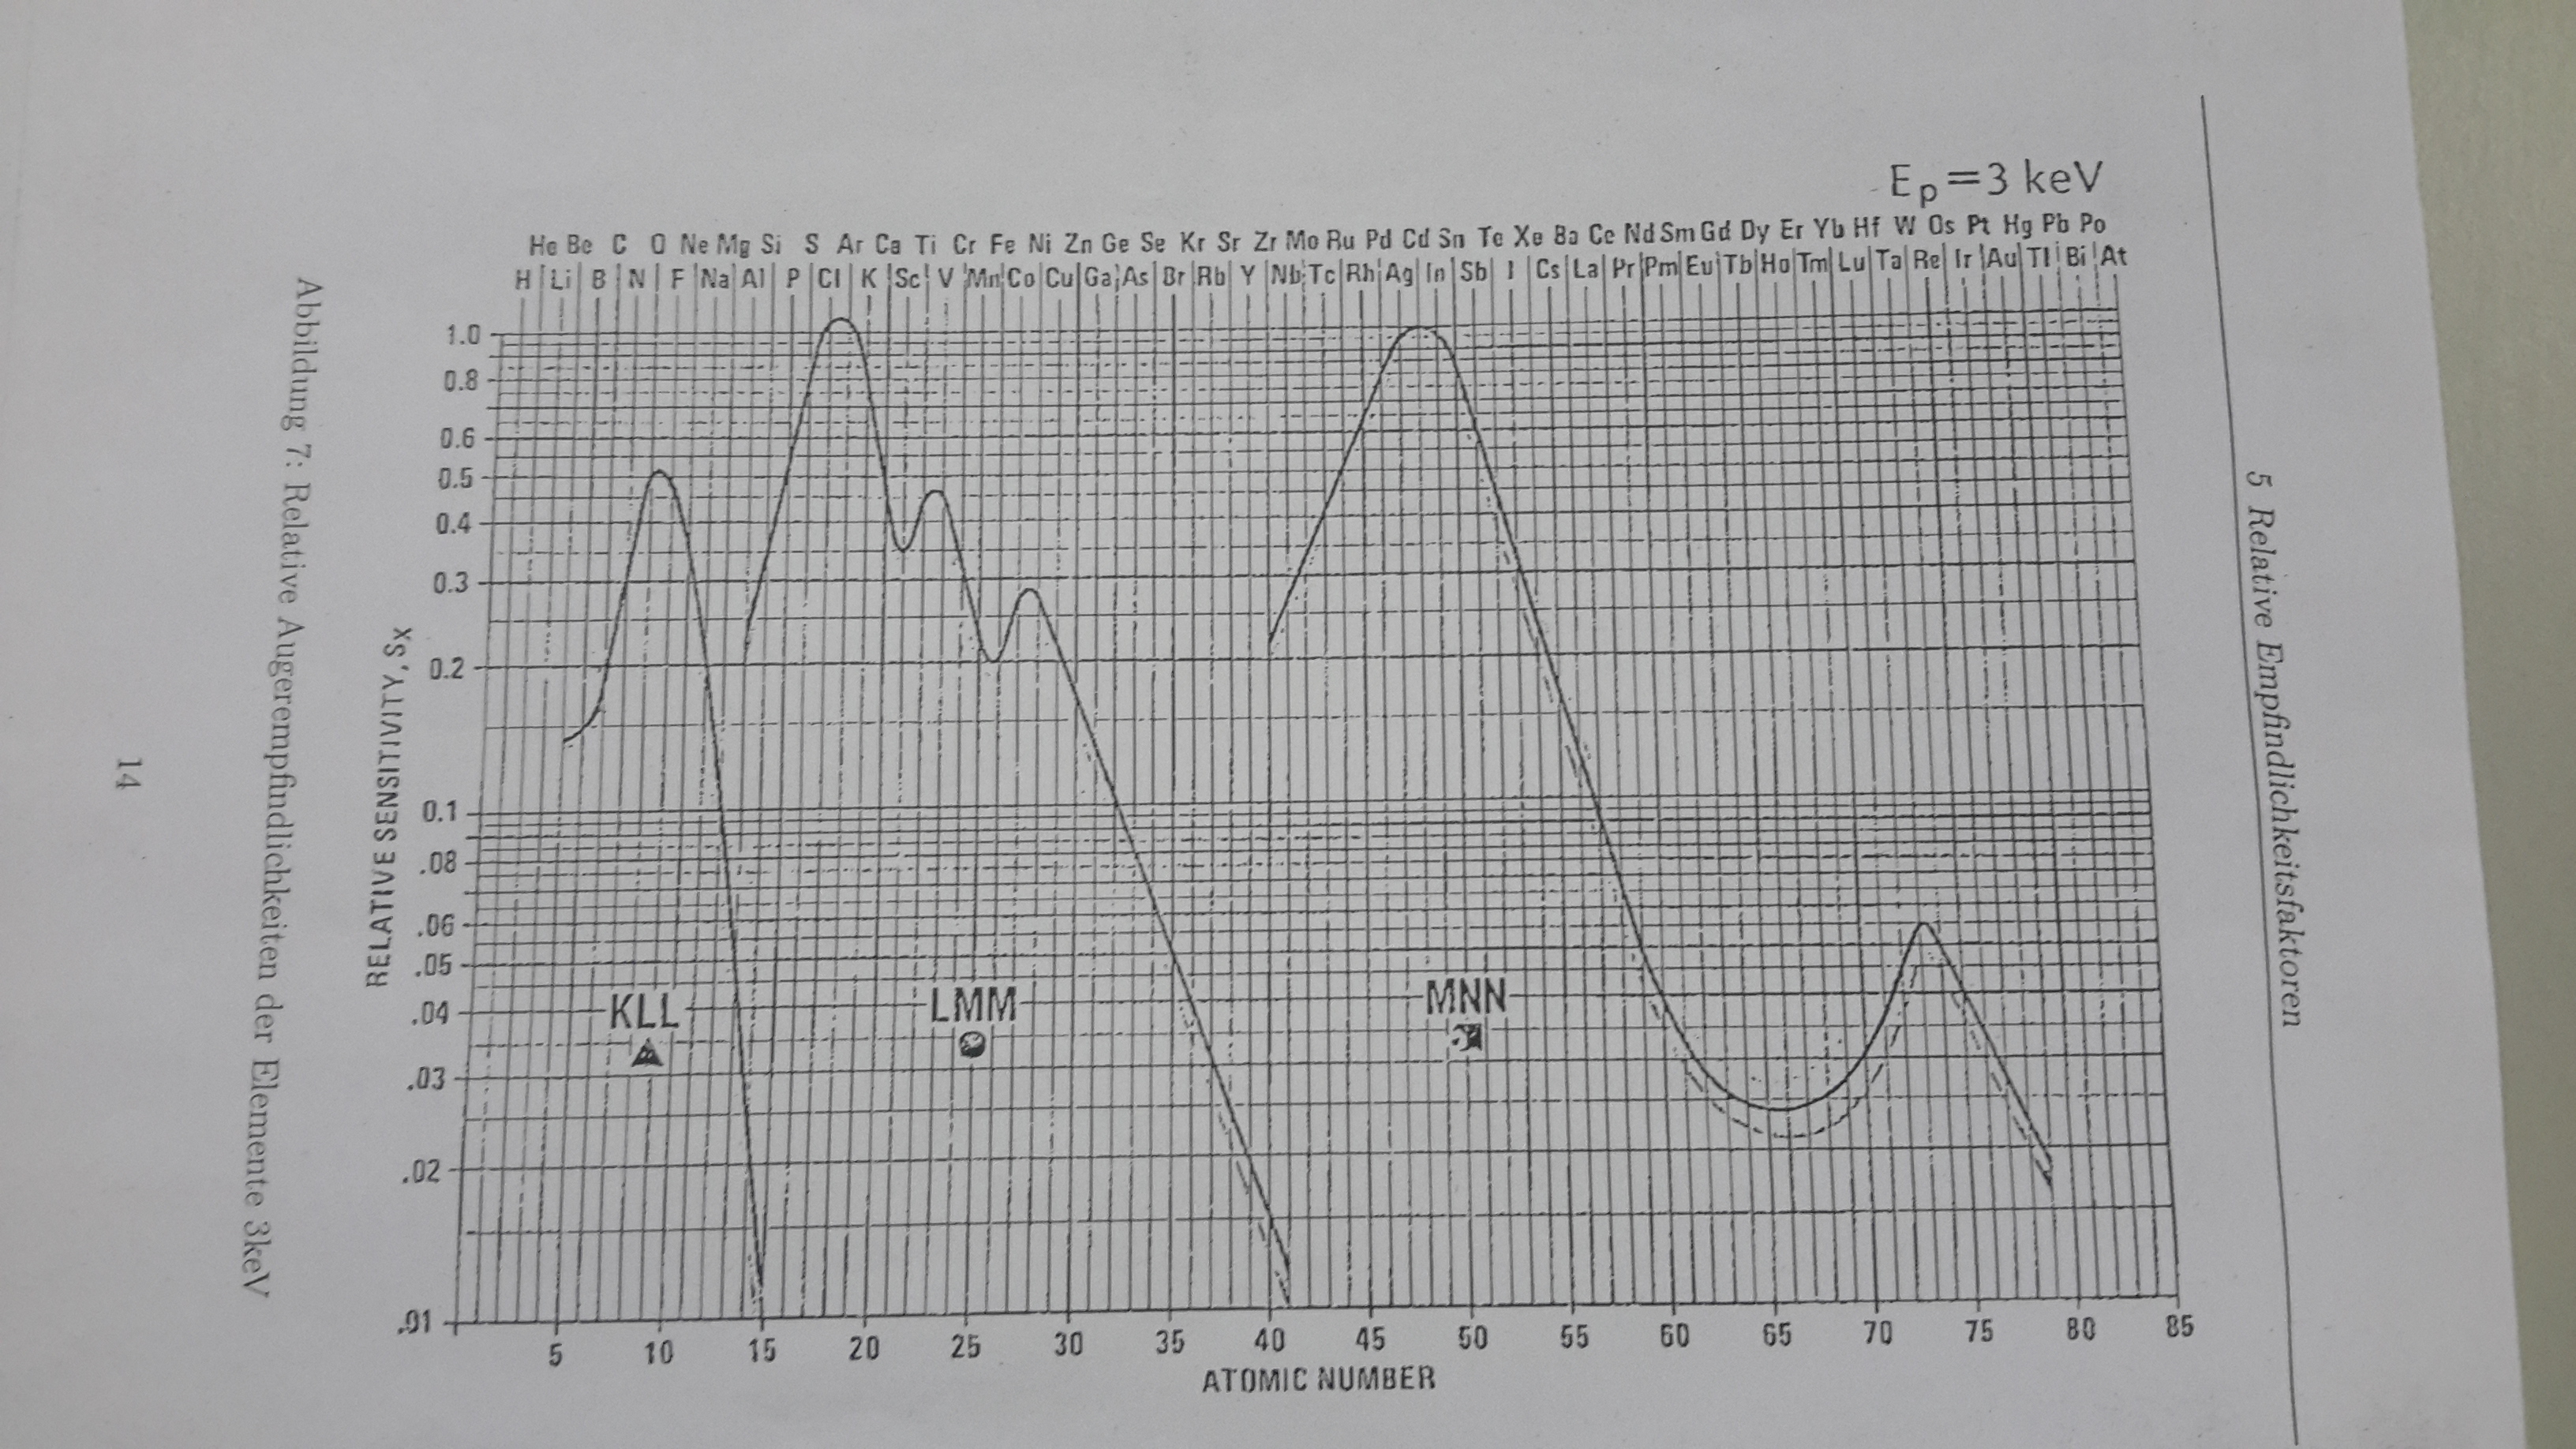 5 Relative Empfindlichkeitsfaktoren
Ep=3 keV
He Be C O Ne Mg Si S Ar Ca Ti Cr Fe Ni Zn Ge Se Kr Sr Zr Mo Ru Pd Cd Sn Te Xe Ba Ce Nd Sm Gd Dy Er Yb Hf W Os Pt Hg Pb Po
H Li B N F Na Al P Cl K Sc V Mn Co Cu Ga As Br Rb Y Nb Tc Rh Ag In Sb I Cs La Pr Pm Eu Tb Ho Tm Lu Ta Re Ir Au Tl Bi At
RELATIVE SENSITIVITY, Sx
1.0
0.8
0.6
0.5
0.4
0.3
0.2
0.1
.08
.06
.05
.04
.03
.02
.01
KLL LMM MNN
5 10 15 20 25 30 35 40 45 50 55 60 65 70 75 80 85
ATOMIC NUMBER
Abbildung 7: Relative Augerempfindlichkeiten der Elemente 3keV
14